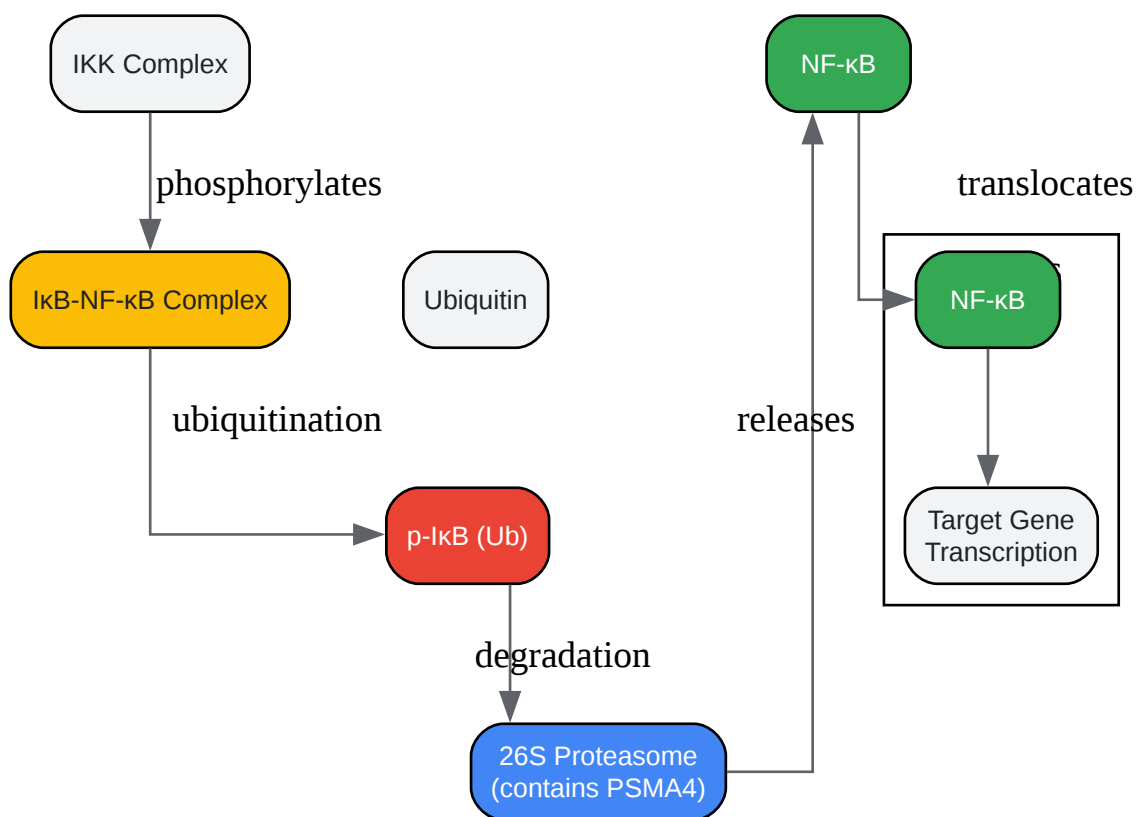 IKK Complex
NF-κB
phosphorylates
translocates
IκB-NF-κB Complex
Ubiquitin
NF-κB
ubiquitination
releases
p-IκB (Ub)
Target Gene
Transcription
degradation
26S Proteasome
(contains PSMA4)